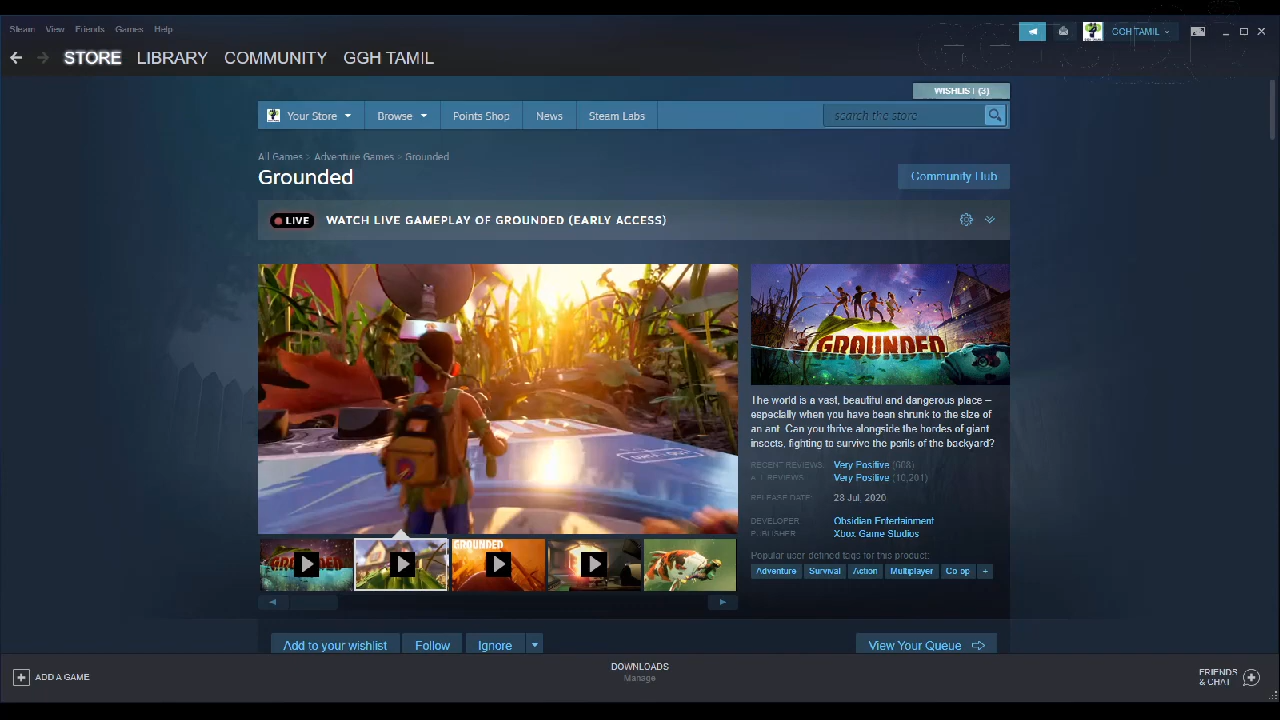 Steam View Friends Games Help
GGH TAMIL
STORE LIBRARY COMMUNITY GGH TAMIL
WISHLIST (3)
Your Store Browse Points Shop News Steam Labs search the store
All Games > Adventure Games > Grounded
Grounded
Community Hub
LIVE WATCH LIVE GAMEPLAY OF GROUNDED (EARLY ACCESS)
GROUNDED
The world is a vast, beautiful and dangerous place –
especially when you have been shrunk to the size of
an ant. Can you thrive alongside the hordes of giant
insects, fighting to survive the perils of the backyard?
RECENT REVIEWS: Very Positive (608)
ALL REVIEWS: Very Positive (16,201)
RELEASE DATE: 28 Jul, 2020
DEVELOPER: Obsidian Entertainment
PUBLISHER: Xbox Game Studios
Popular user-defined tags for this product:
Adventure Survival Action Multiplayer Co-op +
GROUNDED
GROUNDED
Add to your wishlist Follow Ignore View Your Queue
ADD A GAME
DOWNLOADS
Manage
FRIENDS
& CHAT